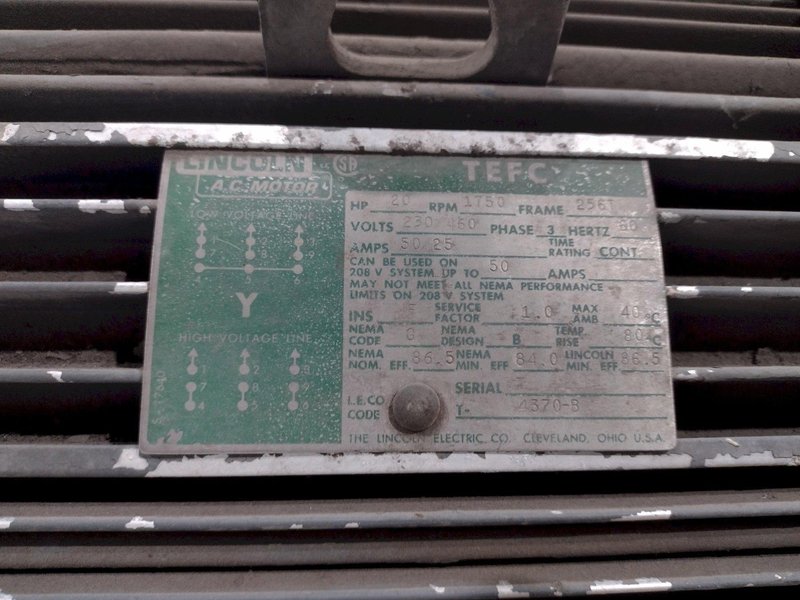 LINCOLN
A.C. MOTOR
TEFC
LOW VOLTAGE LINE
Y
HIGH VOLTAGE LINE
HP 20 RPM 1750 FRAME 256T
VOLTS 230/460 PHASE 3 HERTZ 60
AMPS 50/25 TIME RATING CONT.
CAN BE USED ON
208 V SYSTEM UP TO 50 AMPS
MAY NOT MEET ALL NEMA PERFORMANCE
LIMITS ON 208 V SYSTEM
INS F SERVICE FACTOR 1.0 MAX AMB 40 °C
NEMA CODE G NEMA DESIGN B TEMP. RISE 80 °C
NEMA NOM. EFF. 86.5 NEMA MIN. EFF. 84.0 LINCOLN MIN. EFF. 86.5
SERIAL
L.E.CO CODE T- 4370-B
THE LINCOLN ELECTRIC CO. CLEVELAND, OHIO U.S.A.